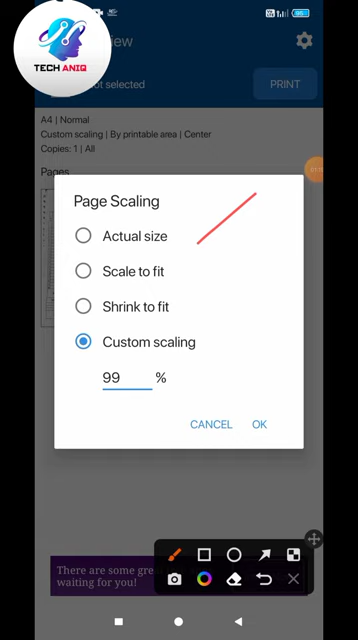 TECH ANIQ
ot selected
PRINT
A4 | Normal
Custom scaling | By printable area | Center
Copies: 1 | All
Pages
Page Scaling
Actual size
Scale to fit
Shrink to fit
Custom scaling
99 %
CANCEL OK
There are some gre
waiting for you!